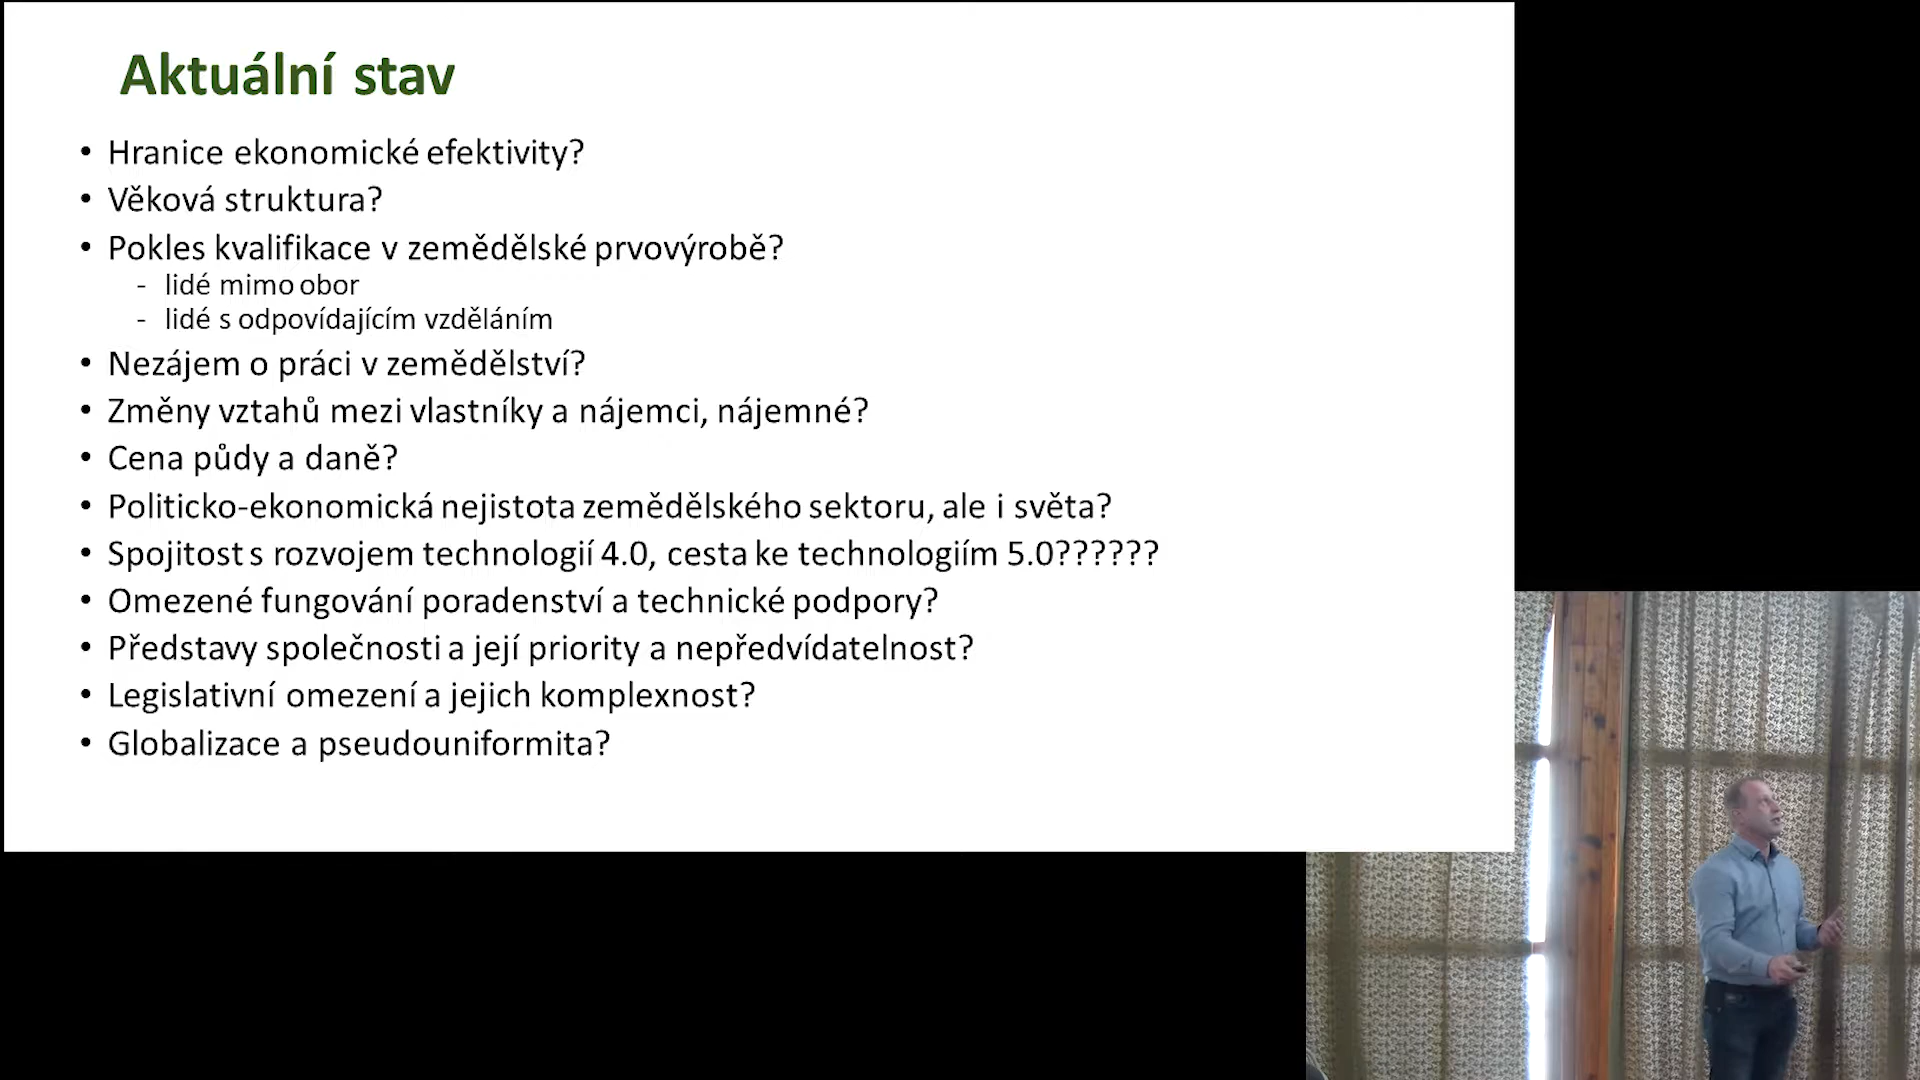 Aktuální stav
• Hranice ekonomické efektivity?
• Věková struktura?
• Pokles kvalifikace v zemědělské prvovýrobě?
- lidé mimo obor
- lidé s odpovídajícím vzděláním
• Nezájem o práci v zemědělství?
• Změny vztahů mezi vlastníky a nájemci, nájemné?
• Cena půdy a daně?
• Politicko-ekonomická nejistota zemědělského sektoru, ale i světa?
• Spojitost s rozvojem technologií 4.0, cesta ke technologiím 5.0??????
• Omezené fungování poradenství a technické podpory?
• Představy společnosti a její priority a nepředvídatelnost?
• Legislativní omezení a jejich komplexnost?
• Globalizace a pseudouniformita?